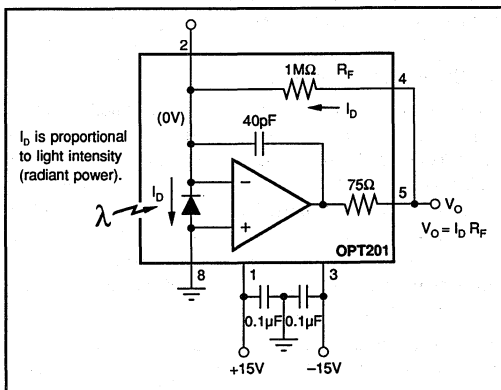 2
1MΩ R_F
4
I_D
(0V)
40pF
I_D is proportional
to light intensity
(radiant power).
I_D
λ
−
+
75Ω
5
V_O
V_O = I_D R_F
OPT201
8
1
3
0.1µF 0.1µF
+15V
−15V